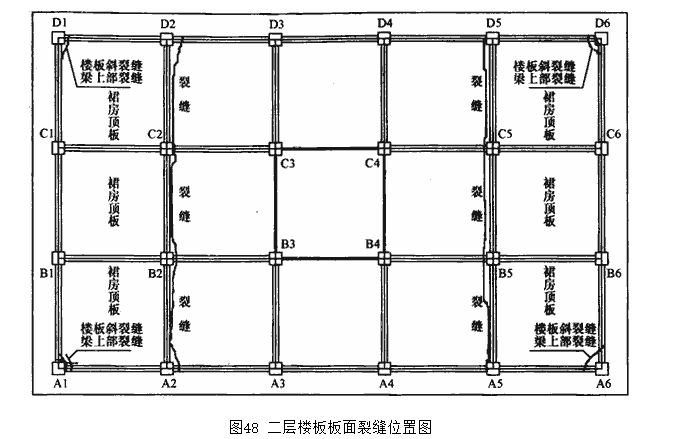 D1 D2 D3 D4 D5 D6
楼板斜裂缝
梁上部裂缝
裙房顶板
裂缝
裂缝
楼板斜裂缝
梁上部裂缝
裙房顶板
C1 C2 C3 C4 C5 C6
裙房顶板
裂缝
裂缝
裙房顶板
B1 B2 B3 B4 B5 B6
裙房顶板
裂缝
裂缝
裙房顶板
楼板斜裂缝
梁上部裂缝
楼板斜裂缝
梁上部裂缝
A1 A2 A3 A4 A5 A6
图48 二层楼板板面裂缝位置图